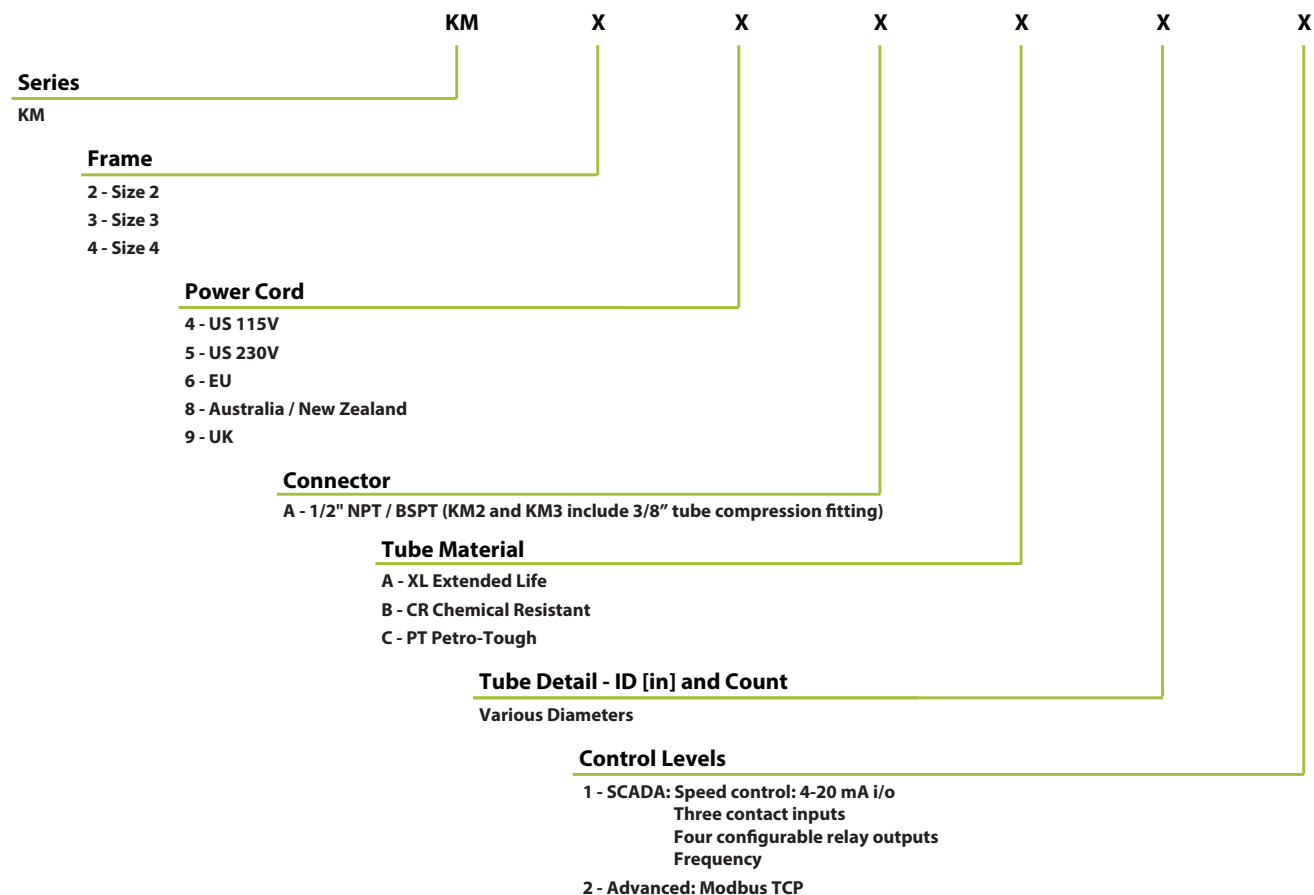 KM X X X X X X
Series
KM
Frame
2 - Size 2
3 - Size 3
4 - Size 4
Power Cord
4 - US 115V
5 - US 230V
6 - EU
8 - Australia / New Zealand
9 - UK
Connector
A - 1/2" NPT / BSPT (KM2 and KM3 include 3/8” tube compression fitting)
Tube Material
A - XL Extended Life
B - CR Chemical Resistant
C - PT Petro-Tough
Tube Detail - ID [in] and Count
Various Diameters
Control Levels
1 - SCADA: Speed control: 4-20 mA i/o
Three contact inputs
Four configurable relay outputs
Frequency
2 - Advanced: Modbus TCP